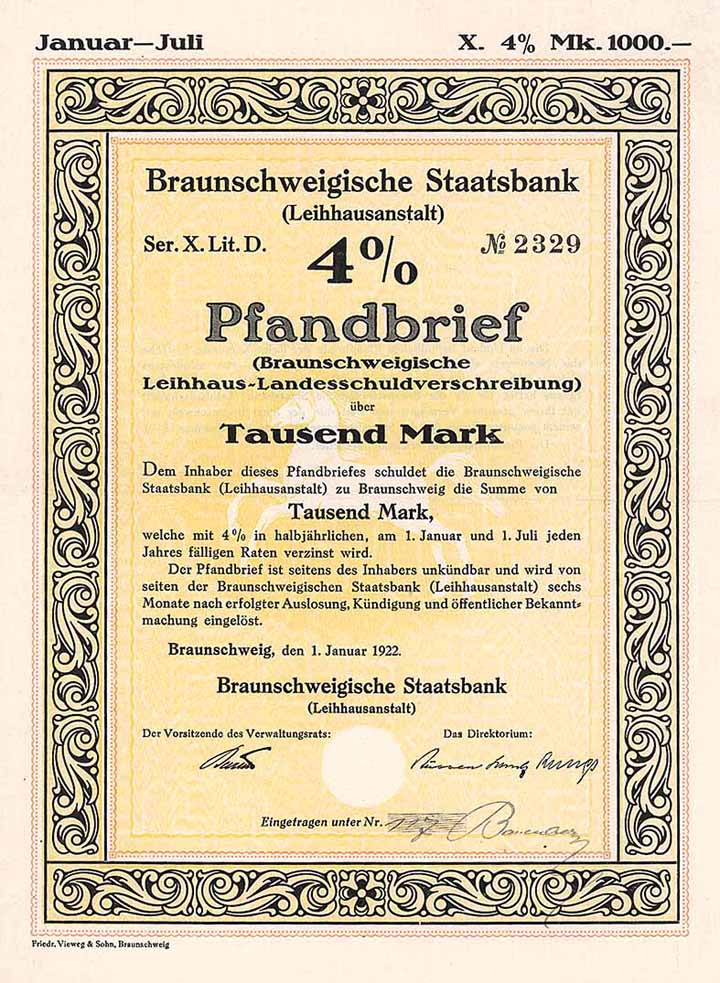 Januar—Juli X. 4% Mk. 1000.—
Braunschweigische Staatsbank
(Leihhausanstalt)
Ser. X. Lit. D. № 2329
4%
Pfandbrief
(Braunschweigische
Leihhaus-Landesschuldverschreibung)
über
Tausend Mark
Dem Inhaber dieses Pfandbriefes schuldet die Braunschweigische
Staatsbank (Leihhausanstalt) zu Braunschweig die Summe von
Tausend Mark,
welche mit 4% in halbjährlichen, am 1. Januar und 1. Juli jeden
Jahres fälligen Raten verzinst wird.
Der Pfandbrief ist seitens des Inhabers unkündbar und wird von
seiten der Braunschweigischen Staatsbank (Leihhausanstalt) sechs
Monate nach erfolgter Auslosung, Kündigung und öffentlicher Bekannt-
machung eingelöst.
Braunschweig, den 1. Januar 1922.
Braunschweigische Staatsbank
(Leihhausanstalt)
Der Vorsitzende des Verwaltungsrats: Das Direktorium:
Eingetragen unter Nr.
Friedr. Vieweg & Sohn, Braunschweig